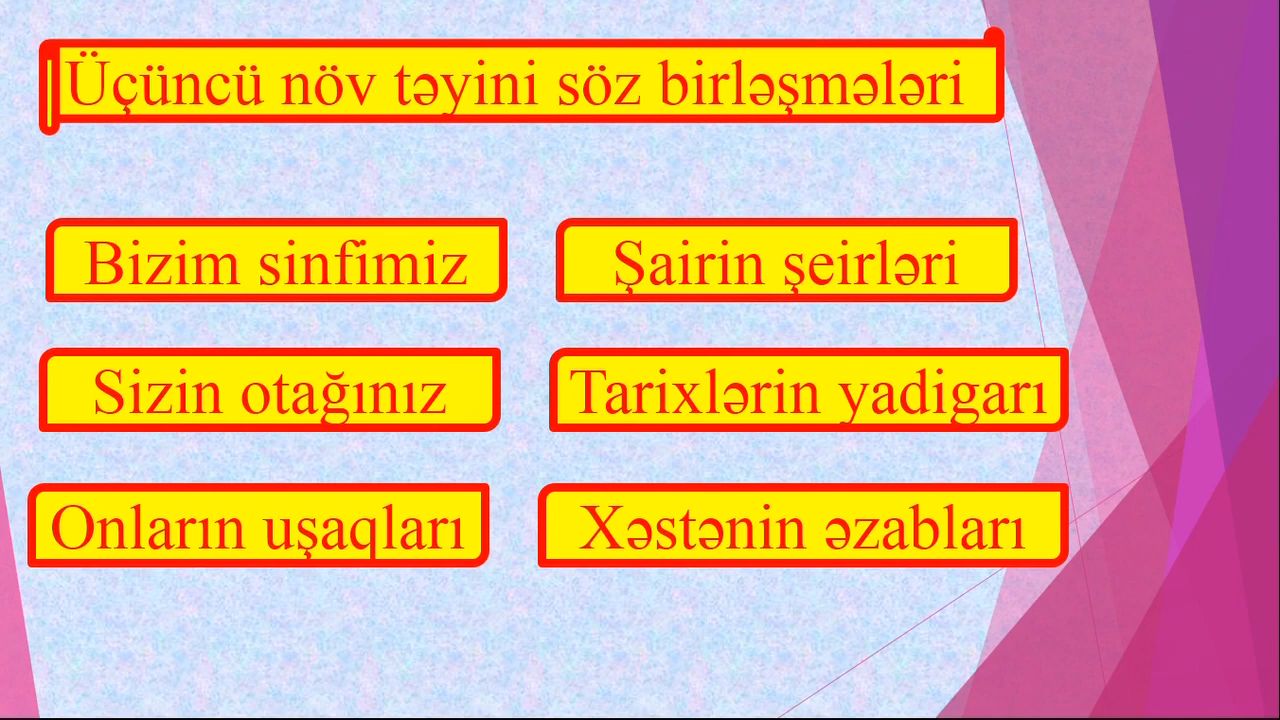 Üçüncü növ təyini söz birləşmələri
Bizim sinfimiz
Şairin şeirləri
Sizin otağınız
Tarixlərin yadigarı
Onların uşaqları
Xəstənin əzabları